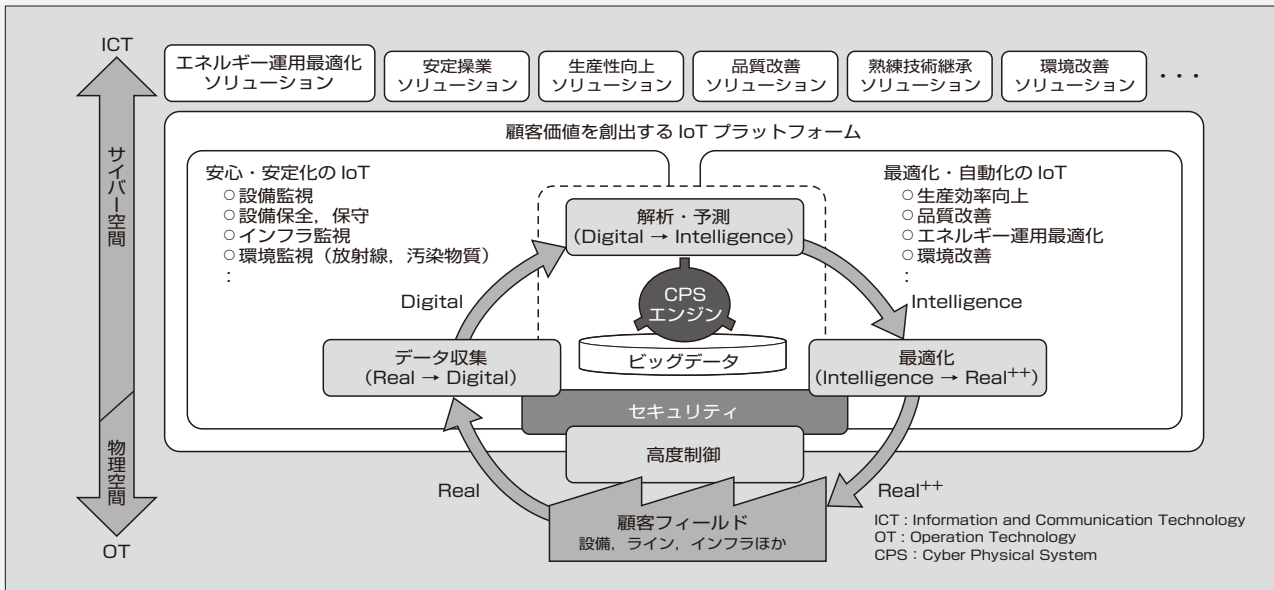 ICT
サイバー空間
物理空間
OT
エネルギー運用最適化
ソリューション
安定操業
ソリューション
生産性向上
ソリューション
品質改善
ソリューション
熟練技術継承
ソリューション
環境改善
ソリューション
・・・
顧客価値を創出する IoT プラットフォーム
安心・安定化の IoT
○ 設備監視
○ 設備保全，保守
○ インフラ監視
○ 環境監視（放射線，汚染物質）
：
最適化・自動化の IoT
○ 生産効率向上
○ 品質改善
○ エネルギー運用最適化
○ 環境改善
：
解析・予測
(Digital → Intelligence)
Digital
CPS
エンジン
Intelligence
データ収集
(Real → Digital)
ビッグデータ
最適化
(Intelligence → Real++)
セキュリティ
高度制御
Real
Real++
顧客フィールド
設備，ライン，インフラほか
ICT : Information and Communication Technology
OT : Operation Technology
CPS : Cyber Physical System